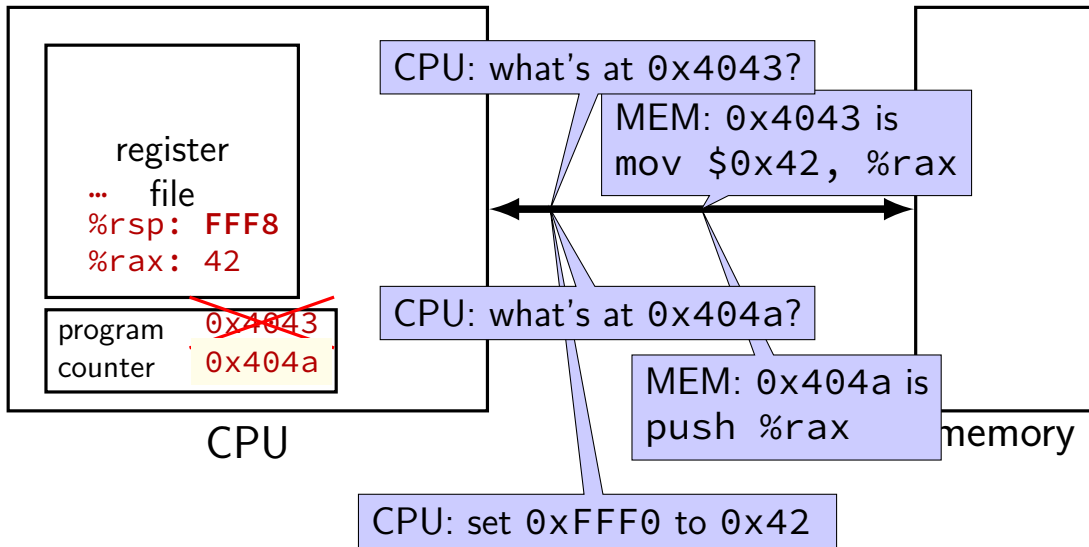 register
… file
%rsp: FFF8
%rax: 42
program
counter
0x4043
0x404a
CPU
CPU: what's at 0x4043?
MEM: 0x4043 is
mov $0x42, %rax
CPU: what's at 0x404a?
MEM: 0x404a is
push %rax
CPU: set 0xFFF0 to 0x42
memory